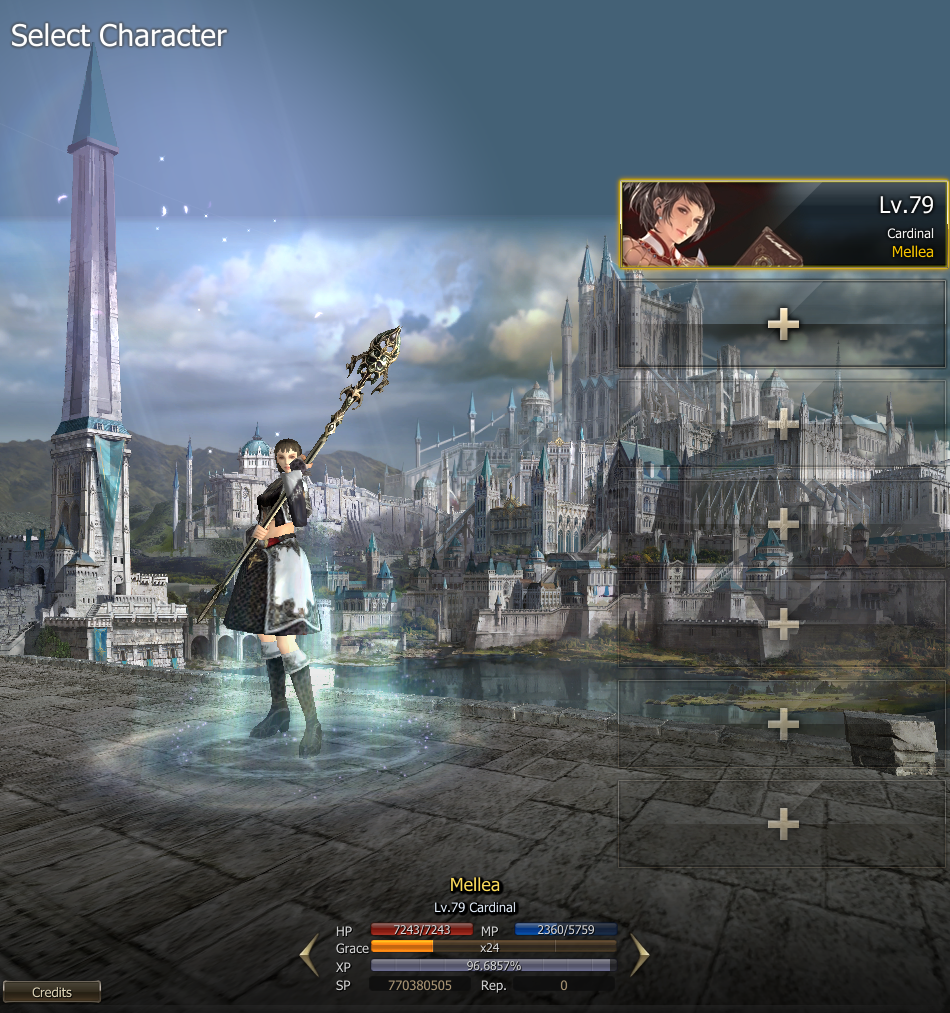 Select Character
Lv.79
Cardinal
Mellea
Mellea
Lv.79 Cardinal
HP 7243/7243 MP 2360/5759
Grace x24
XP 96.6857%
SP 770380505 Rep. 0
Credits